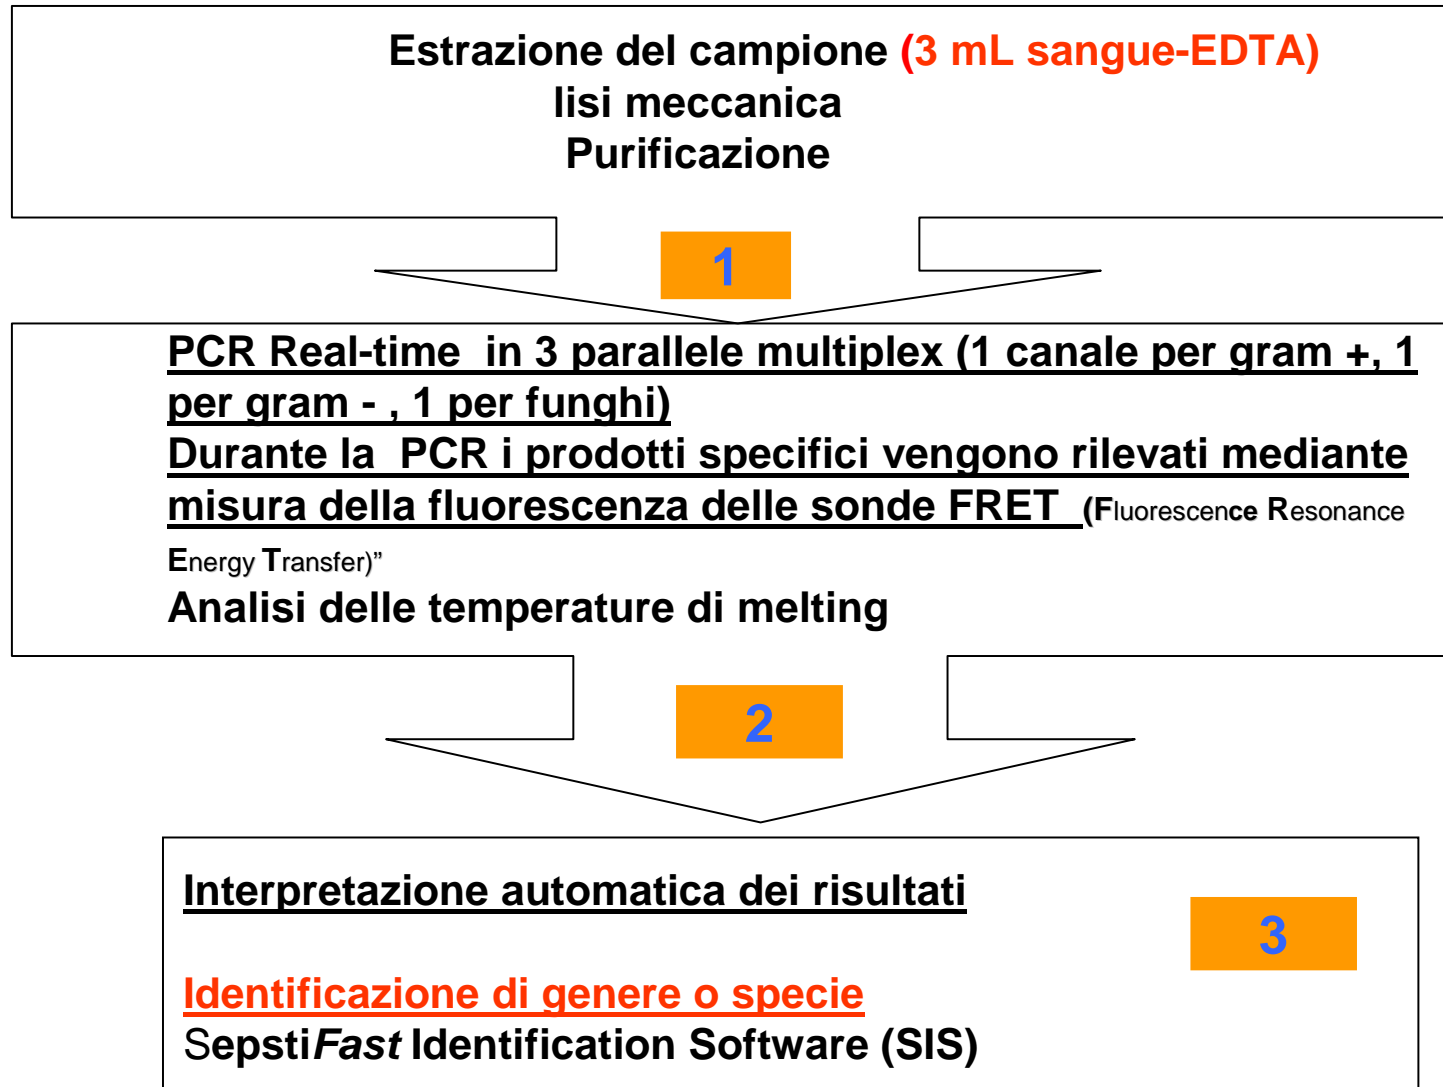 Estrazione del campione (3 mL sangue-EDTA)
lisi meccanica
Purificazione
1
PCR Real-time in 3 parallele multiplex (1 canale per gram +, 1
per gram - , 1 per funghi)
Durante la PCR i prodotti specifici vengono rilevati mediante
misura della fluorescenza delle sonde FRET (Fluorescence Resonance
Energy Transfer)”
Analisi delle temperature di melting
2
Interpretazione automatica dei risultati
3
Identificazione di genere o specie
SepstiFast Identification Software (SIS)